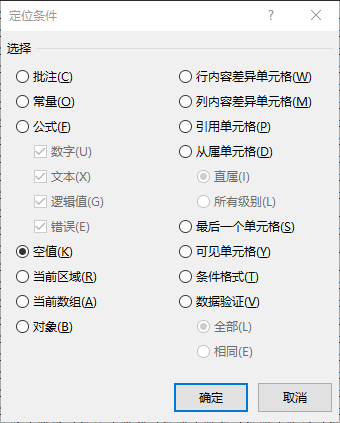 定位条件
? ×
选择
批注(C)
常量(O)
公式(F)
数字(U)
文本(X)
逻辑值(G)
错误(E)
空值(K)
当前区域(R)
当前数组(A)
对象(B)
行内容差异单元格(W)
列内容差异单元格(M)
引用单元格(P)
从属单元格(D)
直属(I)
所有级别(L)
最后一个单元格(S)
可见单元格(Y)
条件格式(T)
数据验证(V)
全部(L)
相同(E)
确定
取消